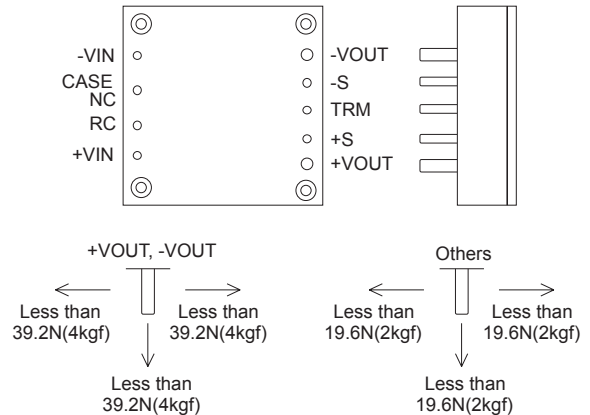 -VIN
CASE
NC
RC
+VIN
-VOUT
-S
TRM
+S
+VOUT
+VOUT, -VOUT
Less than
39.2N(4kgf)
Less than
39.2N(4kgf)
Less than
39.2N(4kgf)
Others
Less than
19.6N(2kgf)
Less than
19.6N(2kgf)
Less than
19.6N(2kgf)